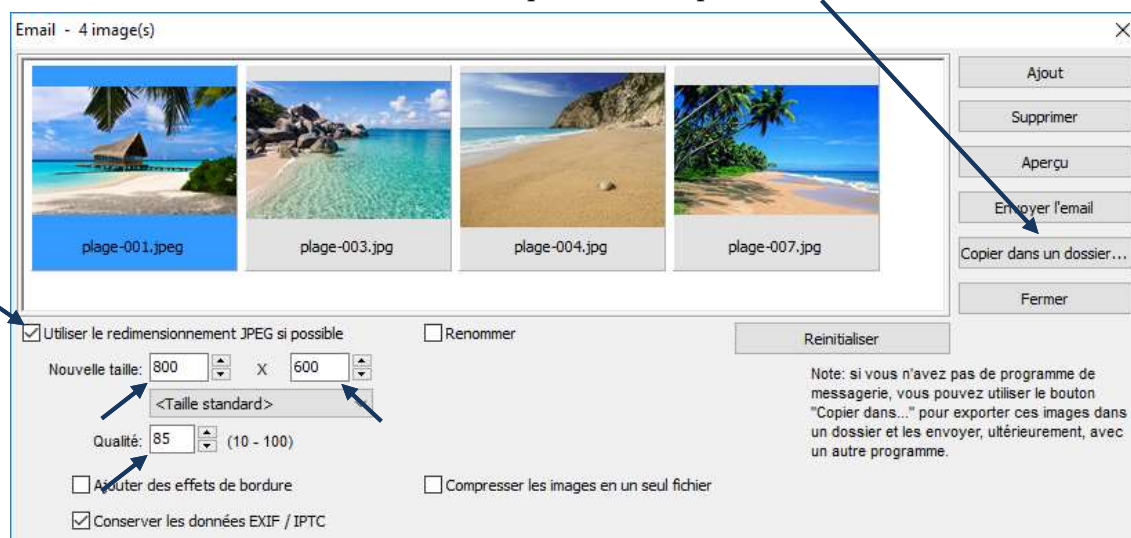 Email - 4 image(s)
plage-001.jpeg
plage-003.jpg
plage-004.jpg
plage-007.jpg
Ajout
Supprimer
Aperçu
Envoyer l'email
Copier dans un dossier...
Fermer
Utiliser le redimensionnement JPEG si possible
Renommer
Reinitialiser
Nouvelle taille: 800 X 600
<Taille standard>
Qualité: 85 (10 - 100)
Note: si vous n'avez pas de programme de
messagerie, vous pouvez utiliser le bouton
"Copier dans..." pour exporter ces images dans
un dossier et les envoyer, ultérieurement, avec
un autre programme.
Ajouter des effets de bordure
Compresser les images en un seul fichier
Conserver les données EXIF / IPTC